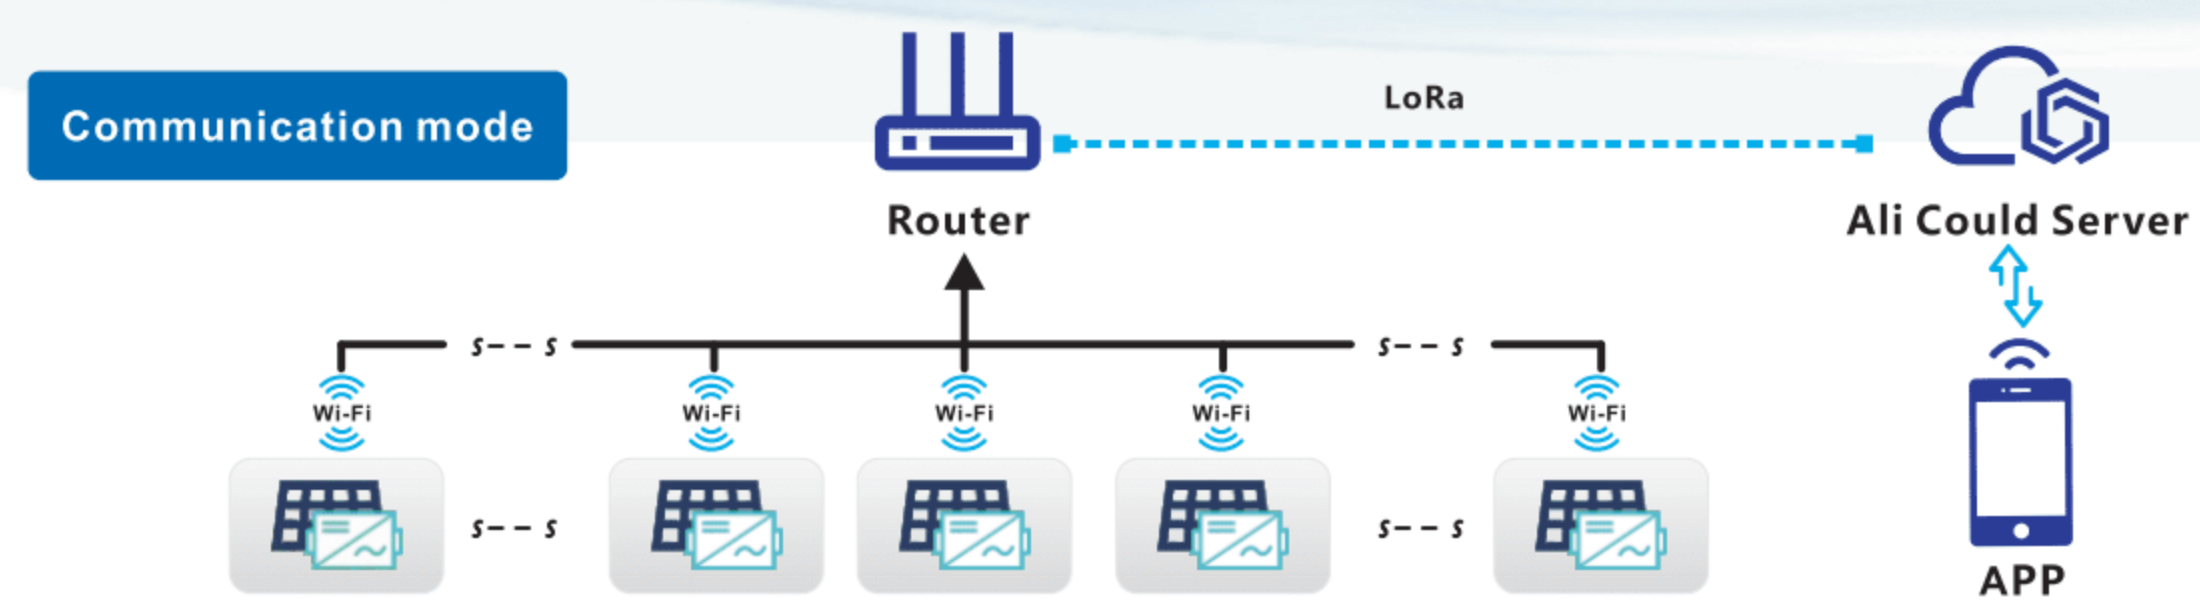 Communication mode
LoRa
Router
Ali Could Server
s-- s
s-- s
Wi-Fi
Wi-Fi
Wi-Fi
Wi-Fi
Wi-Fi
s-- s
s-- s
APP